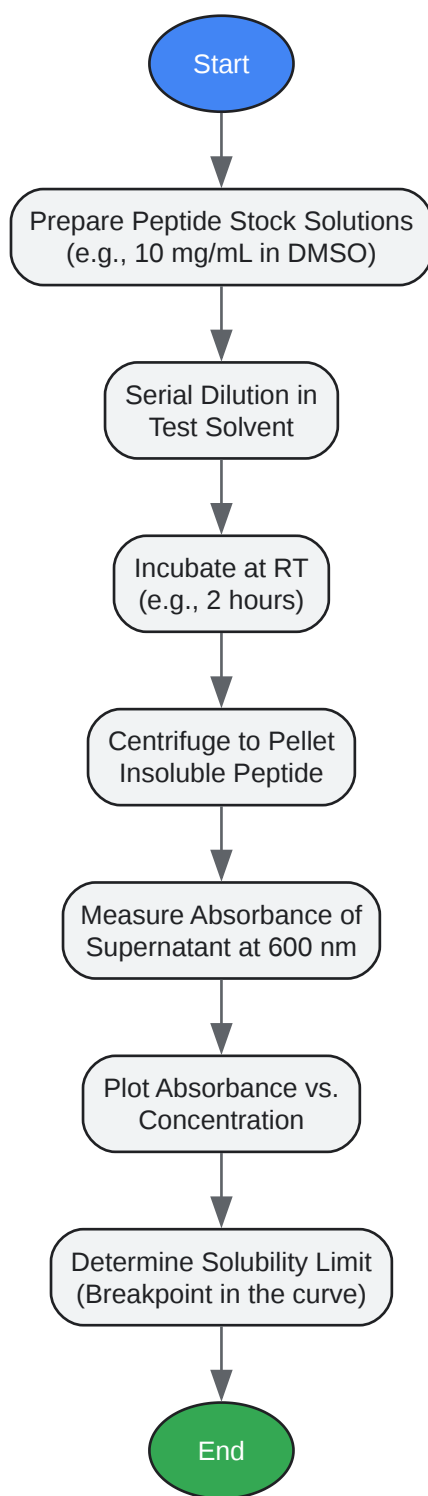 Start
Prepare Peptide Stock Solutions
(e.g., 10 mg/mL in DMSO)
Serial Dilution in
Test Solvent
Incubate at RT
(e.g., 2 hours)
Centrifuge to Pellet
Insoluble Peptide
Measure Absorbance of
Supernatant at 600 nm
Plot Absorbance vs.
Concentration
Determine Solubility Limit
(Breakpoint in the curve)
End